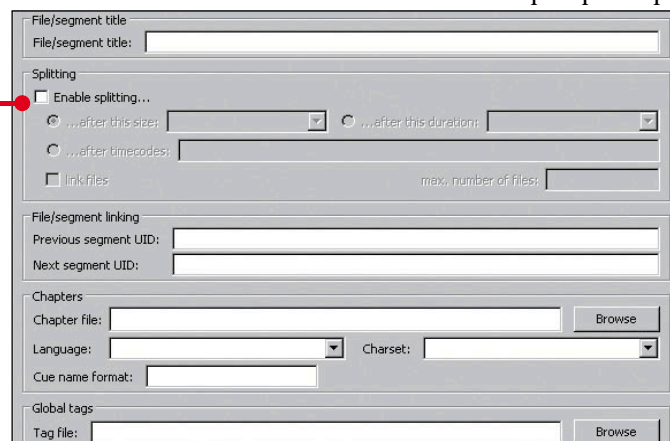 File/segment title
File/segment title:
Splitting
Enable splitting...
...after this size: ...after this duration:
...after timecodes:
link files max. number of files:
File/segment linking
Previous segment UID:
Next segment UID:
Chapters
Chapter file: Browse
Language: Charset:
Cue name format:
Global tags
Tag file: Browse